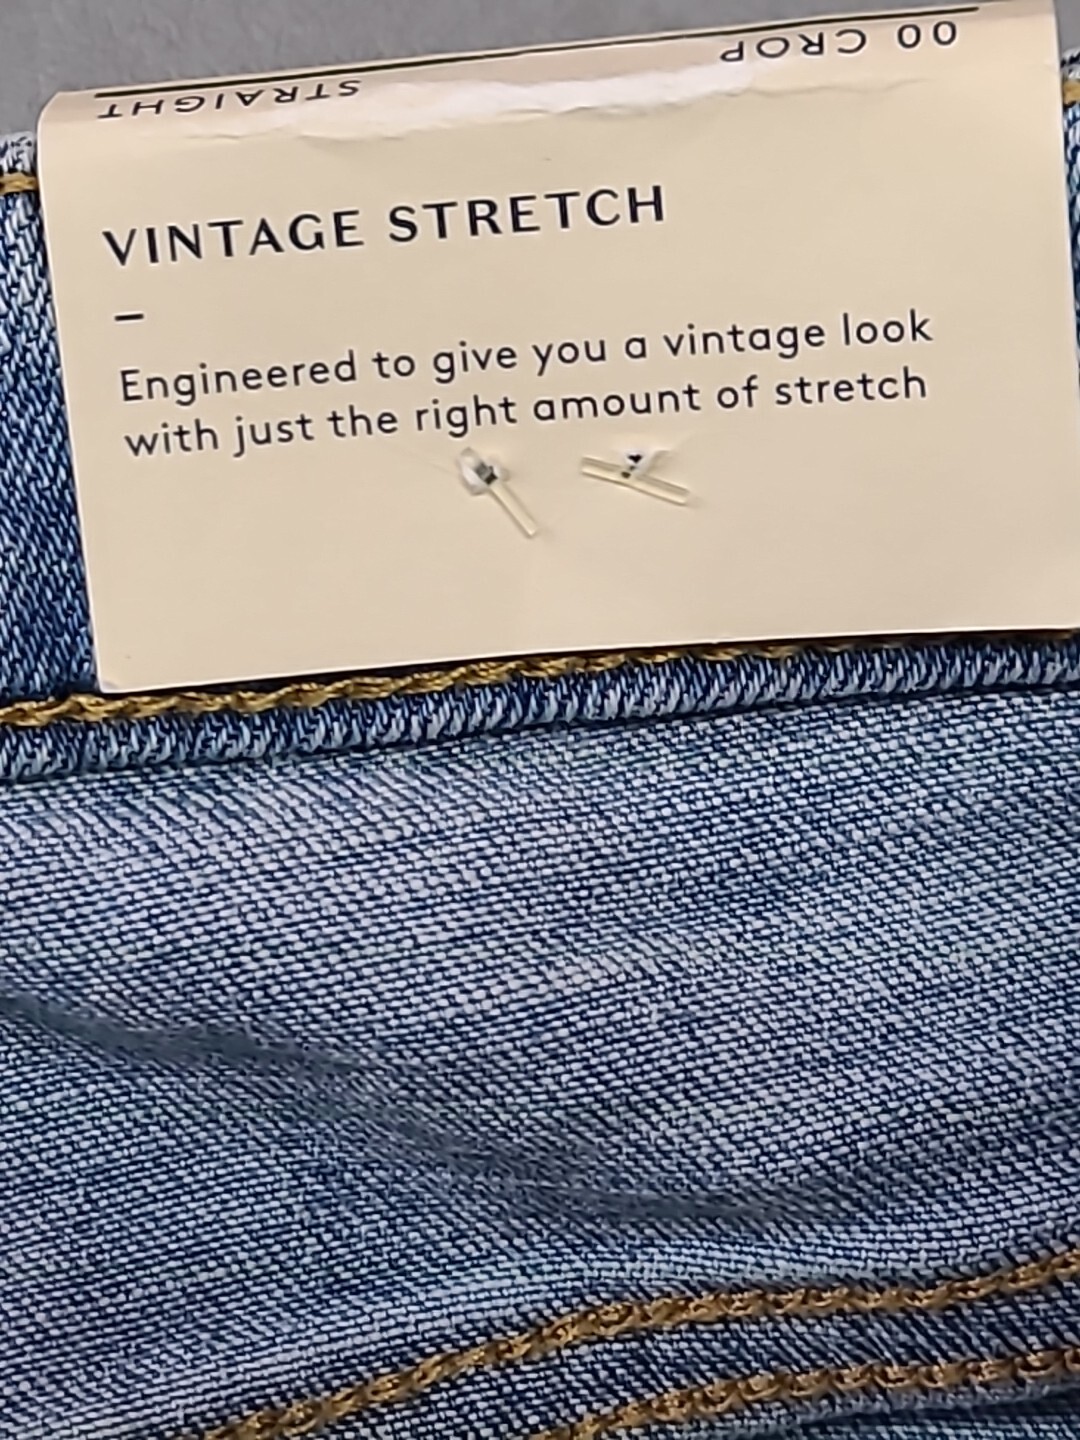 STRAIGHT
00 CROP
VINTAGE STRETCH
–
Engineered to give you a vintage look
with just the right amount of stretch